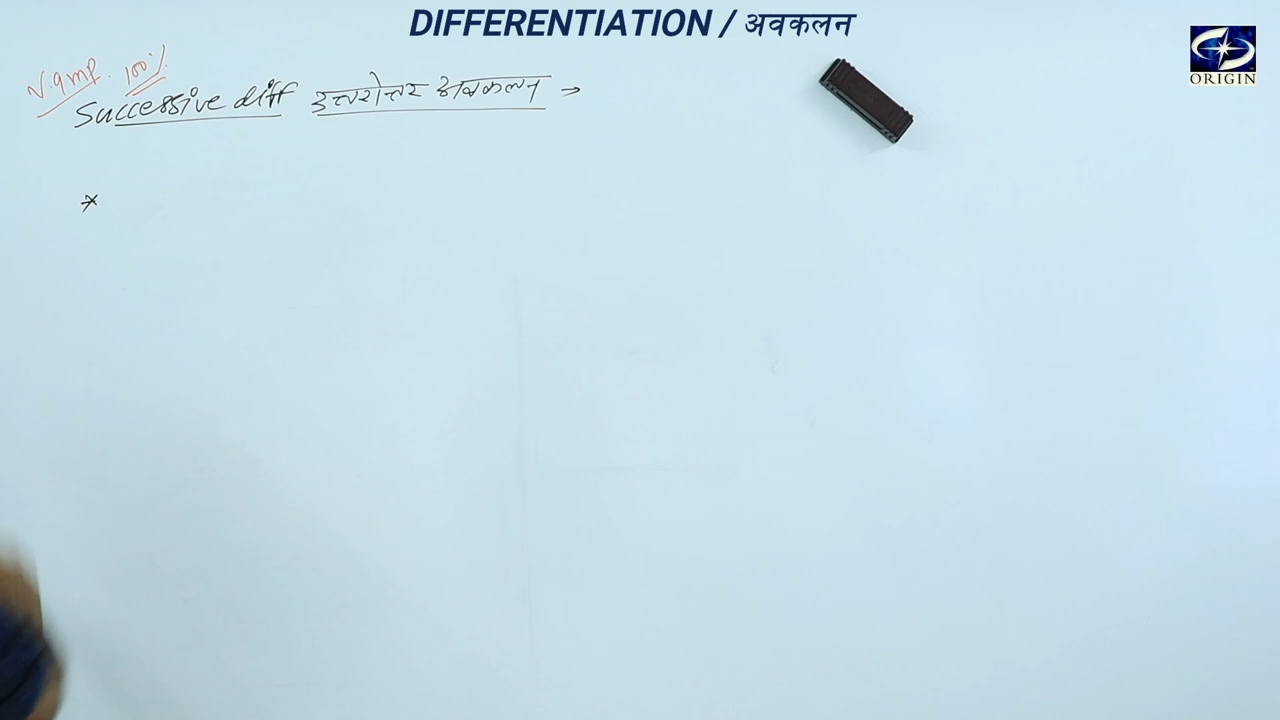 DIFFERENTIATION / अवकलन
ORIGIN
V. Imp. 100%
Successive diff उत्तरोत्तर अवकलन →
*